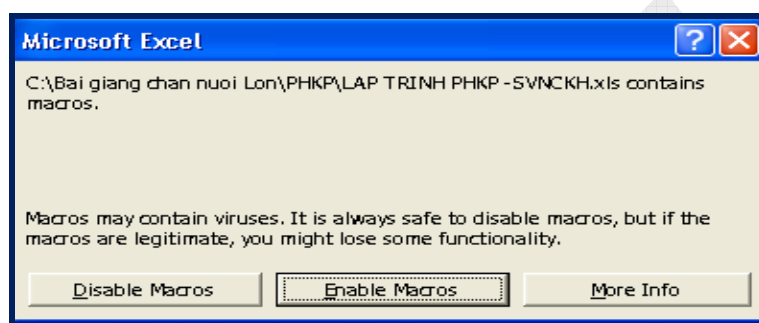 Microsoft Excel
C:\Bai giang chan nuoi Lon\PHKP\LAP TRINH PHKP -SVNCKH.xls contains
macros.
Macros may contain viruses. It is always safe to disable macros, but if the
macros are legitimate, you might lose some functionality.
Disable Macros Enable Macros More Info